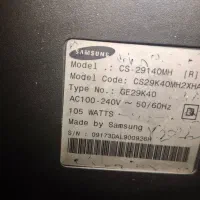 SAMSUNG
Model : CS-29140MH [R]
Model Code: CS29K40MH2XHA
Type No.: GE29K40
AC100-240V ~ 50/60Hz
105 WATTS
Made by Samsung
S/N :